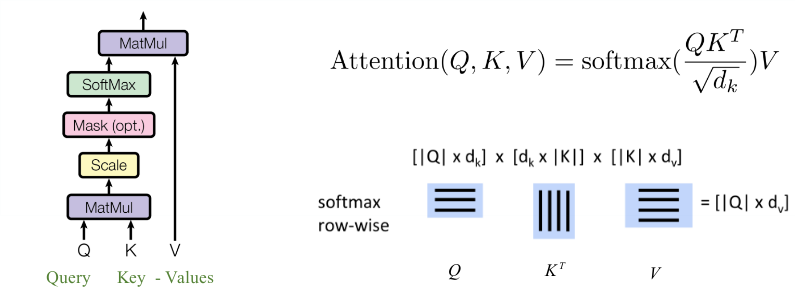 MatMul
SoftMax
Mask (opt.)
Scale
MatMul
Q K V
Query Key - Values
Attention(Q, K, V) = softmax(QK^T/√d_k)V
[|Q| x d_k] x [d_k x |K|] x [|K| x d_v]
softmax
row-wise
= [|Q| x d_v]
Q K^T V